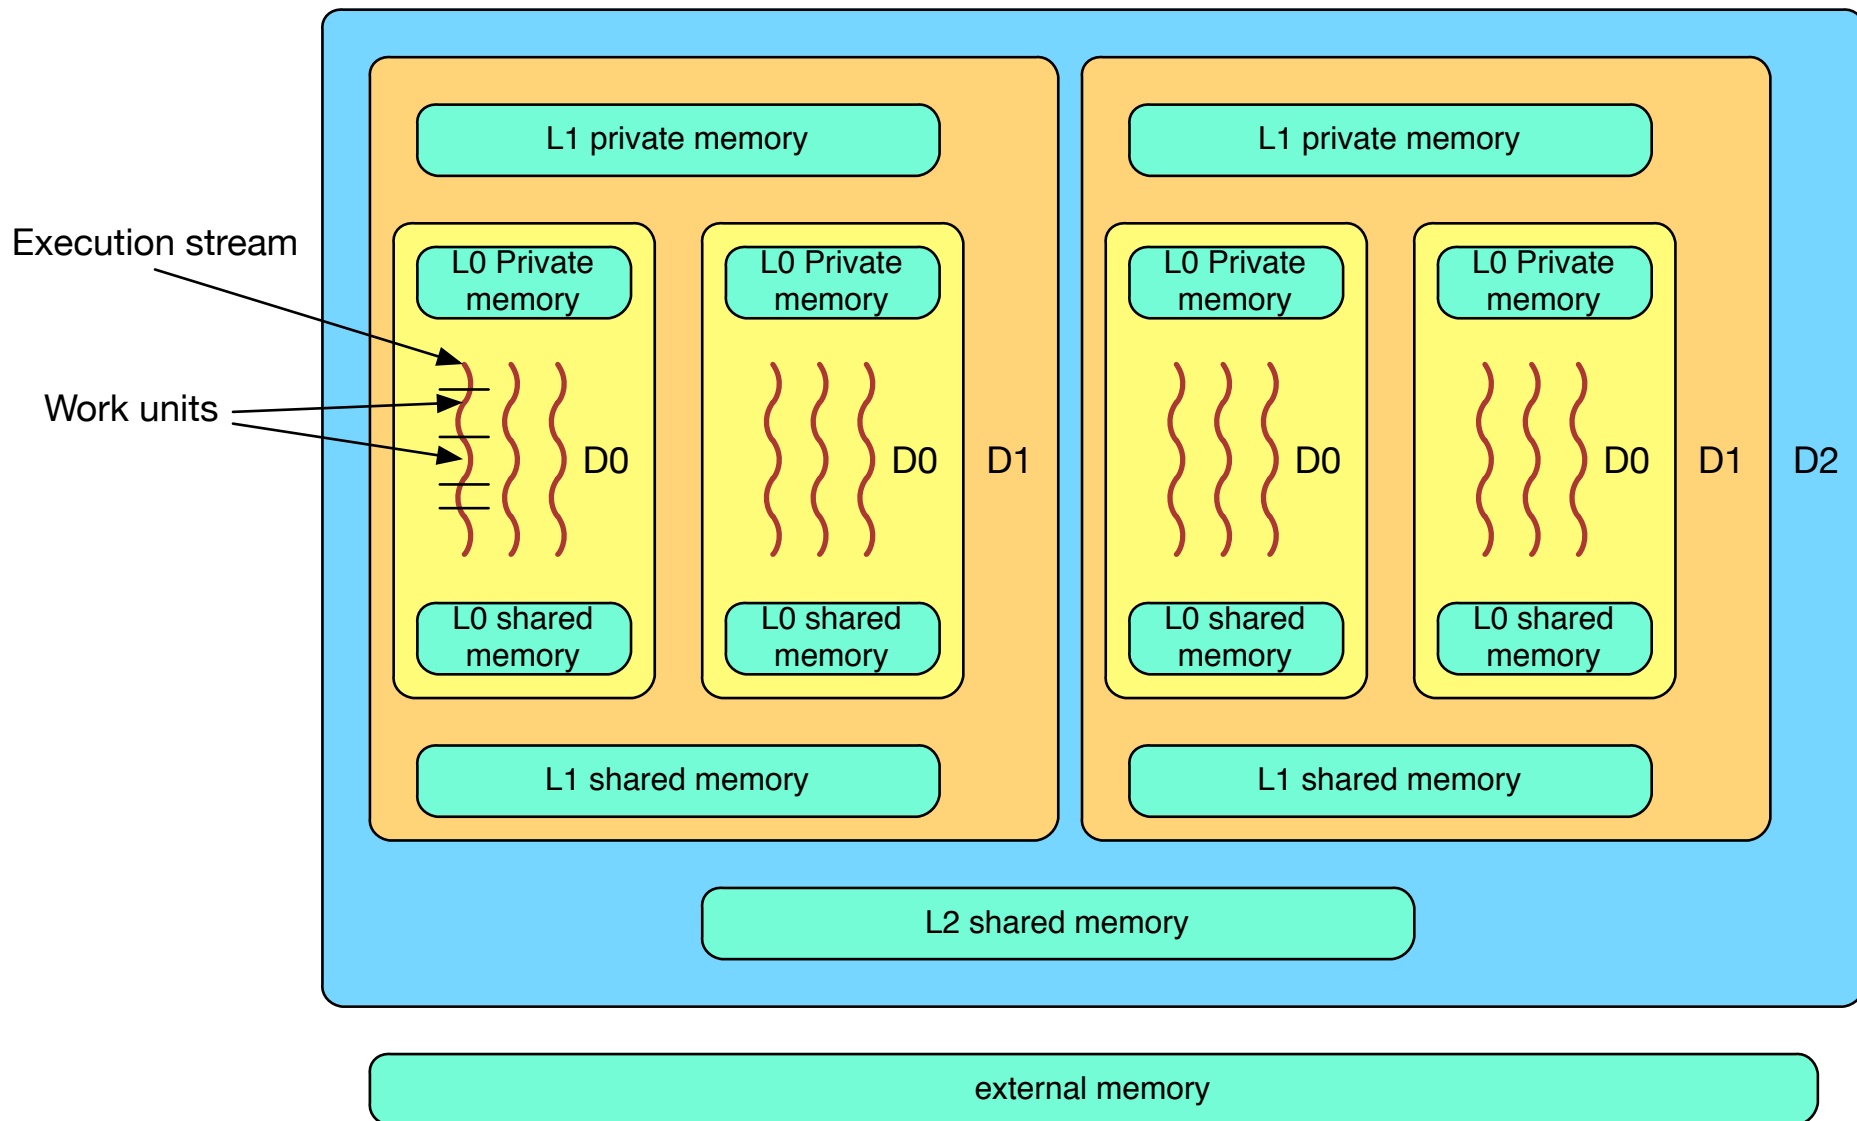 L1 private memory
L1 private memory
Execution stream
L0 Private
memory
L0 Private
memory
L0 Private
memory
L0 Private
memory
Work units
D0
D0
D1
D0
D0
D1
D2
L0 shared
memory
L0 shared
memory
L0 shared
memory
L0 shared
memory
L1 shared memory
L1 shared memory
L2 shared memory
external memory